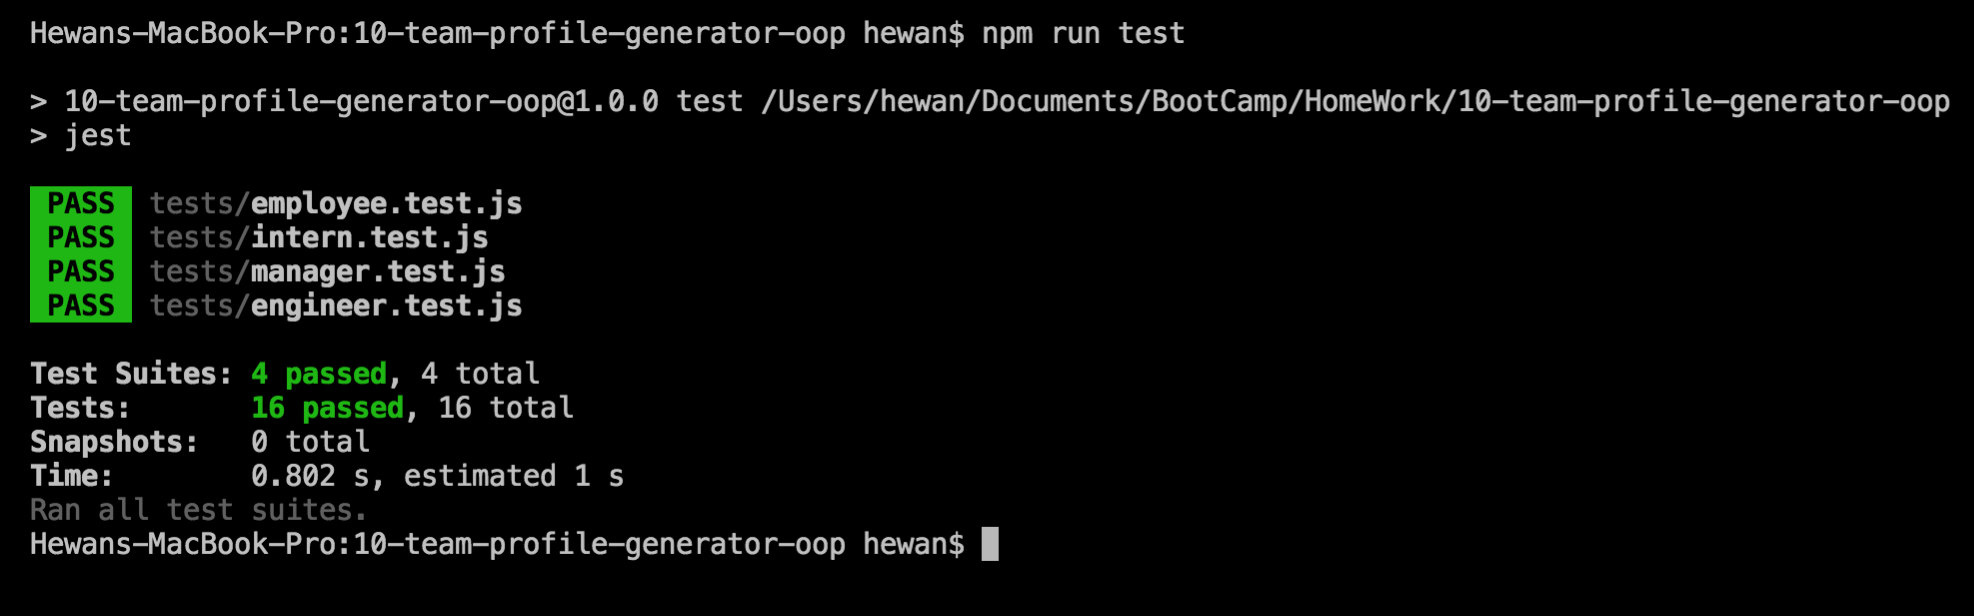 Hewans-MacBook-Pro:10-team-profile-generator-oop hewan$ npm run test
> 10-team-profile-generator-oop@1.0.0 test /Users/hewan/Documents/BootCamp/HomeWork/10-team-profile-generator-oop
> jest
PASS tests/employee.test.js
PASS tests/intern.test.js
PASS tests/manager.test.js
PASS tests/engineer.test.js
Test Suites: 4 passed, 4 total
Tests: 16 passed, 16 total
Snapshots: 0 total
Time: 0.802 s, estimated 1 s
Ran all test suites.
Hewans-MacBook-Pro:10-team-profile-generator-oop hewan$